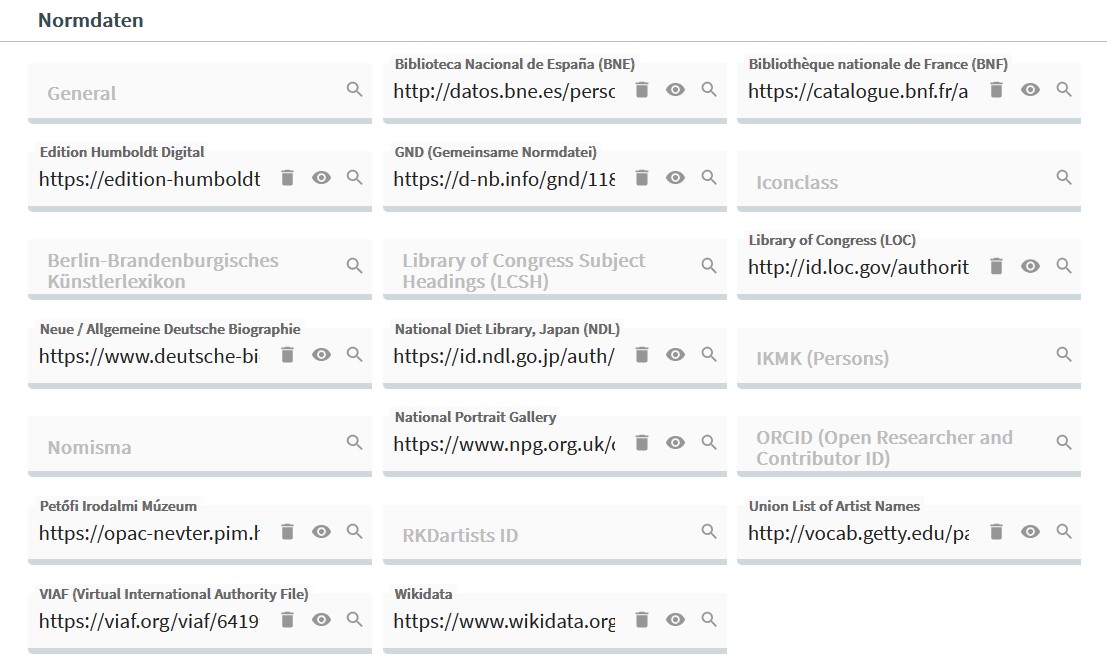 Normdaten
General
Biblioteca Nacional de España (BNE)
http://datos.bne.es/perso
Bibliothèque nationale de France (BNF)
https://catalogue.bnf.fr/a
Edition Humboldt Digital
https://edition-humboldt
GND (Gemeinsame Normdatei)
https://d-nb.info/gnd/118
Iconclass
Berlin-Brandenburgisches
Künstlerlexikon
Library of Congress Subject
Headings (LCSH)
Library of Congress (LOC)
http://id.loc.gov/authorit
Neue / Allgemeine Deutsche Biographie
https://www.deutsche-bi
National Diet Library, Japan (NDL)
https://id.ndl.go.jp/auth/
IKMK (Persons)
Nomisma
National Portrait Gallery
https://www.npg.org.uk/c
ORCID (Open Researcher and
Contributor ID)
Petőfi Irodalmi Múzeum
https://opac-nevter.pim.h
RKDartists ID
Union List of Artist Names
http://vocab.getty.edu/pa
VIAF (Virtual International Authority File)
https://viaf.org/viaf/6419
Wikidata
https://www.wikidata.org